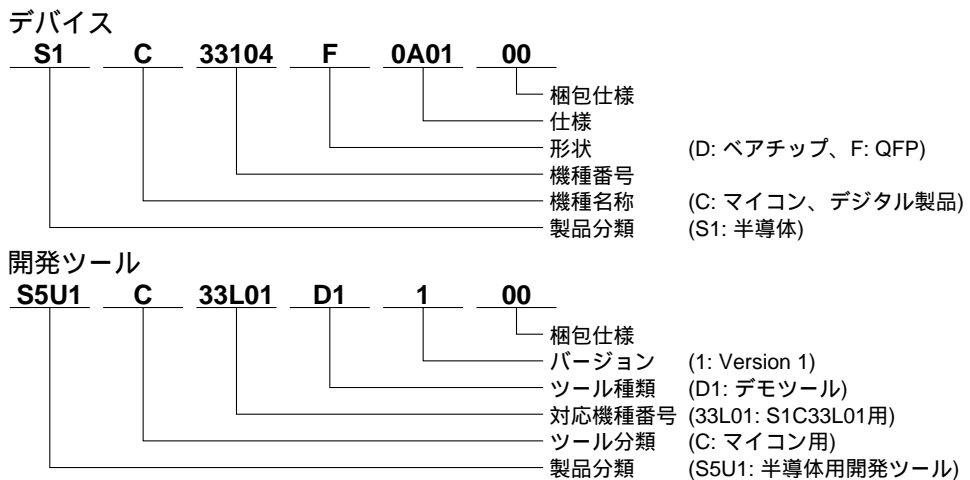 デバイス
S1 C 33104 F 0A01 00
梱包仕様
仕様
形状 (D: ベアチップ、F: QFP)
機種番号
機種名称 (C: マイコン、デジタル製品)
製品分類 (S1: 半導体)
開発ツール
S5U1 C 33L01 D1 1 00
梱包仕様
バージョン (1: Version 1)
ツール種類 (D1: デモツール)
対応機種番号 (33L01: S1C33L01用)
ツール分類 (C: マイコン用)
製品分類 (S5U1: 半導体用開発ツール)